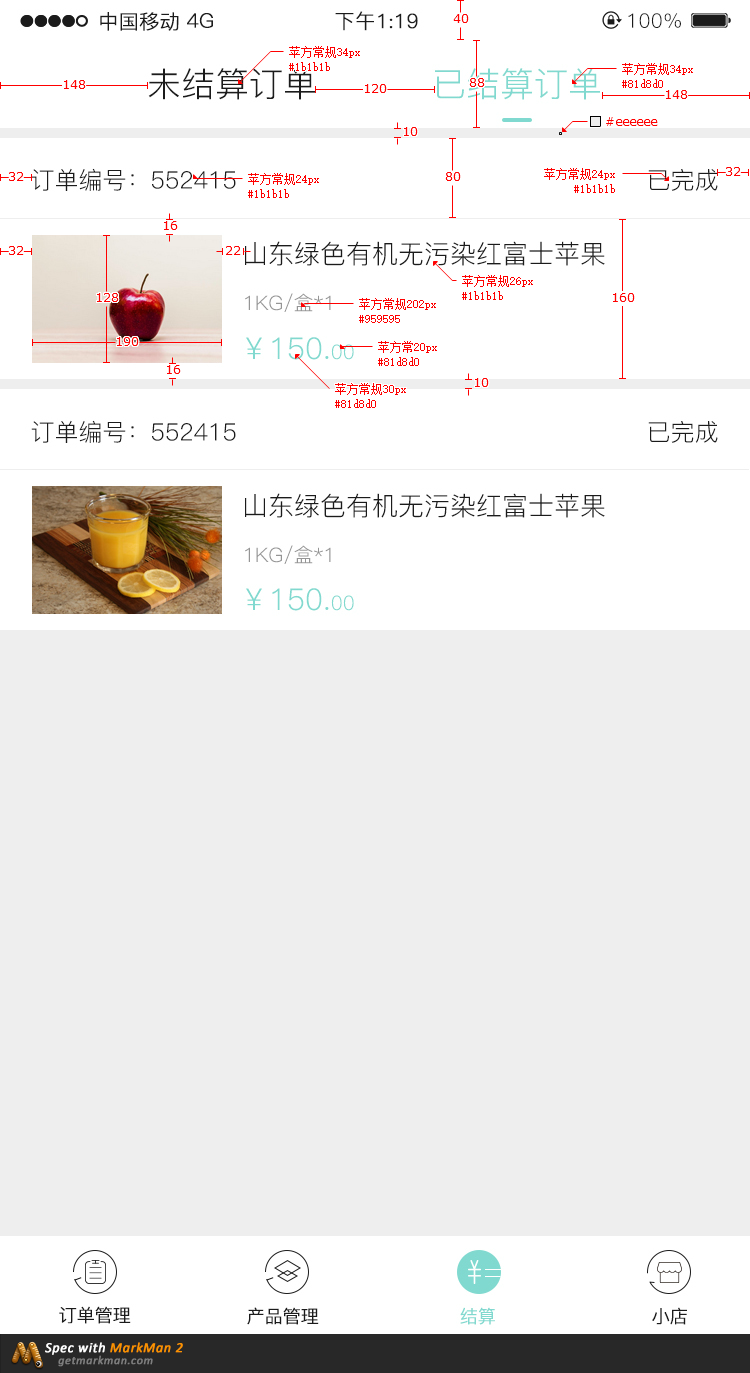 中国移动 4G 下午1:19 100%
40
苹方常规34px
#1b1b1b
苹方常规34px
#81d8d0
148 未结算订单 120 已结算订单 88 148
#eeeeee
10
32 订单编号：552415 苹方常规24px
#1b1b1b
80
苹方常规24px
#1b1b1b
已完成 32
16
32 22 山东绿色有机无污染红富士苹果
苹方常规26px
#1b1b1b
128
1KG/盒*1 苹方常规202px
#959595
160
190
¥150.00 苹方常20px
#81d8d0
16
10
苹方常规30px
#81d8d0
订单编号：552415 已完成
山东绿色有机无污染红富士苹果
1KG/盒*1
¥150.00
订单管理 产品管理 结算 小店
Spec with MarkMan 2
getmarkman.com